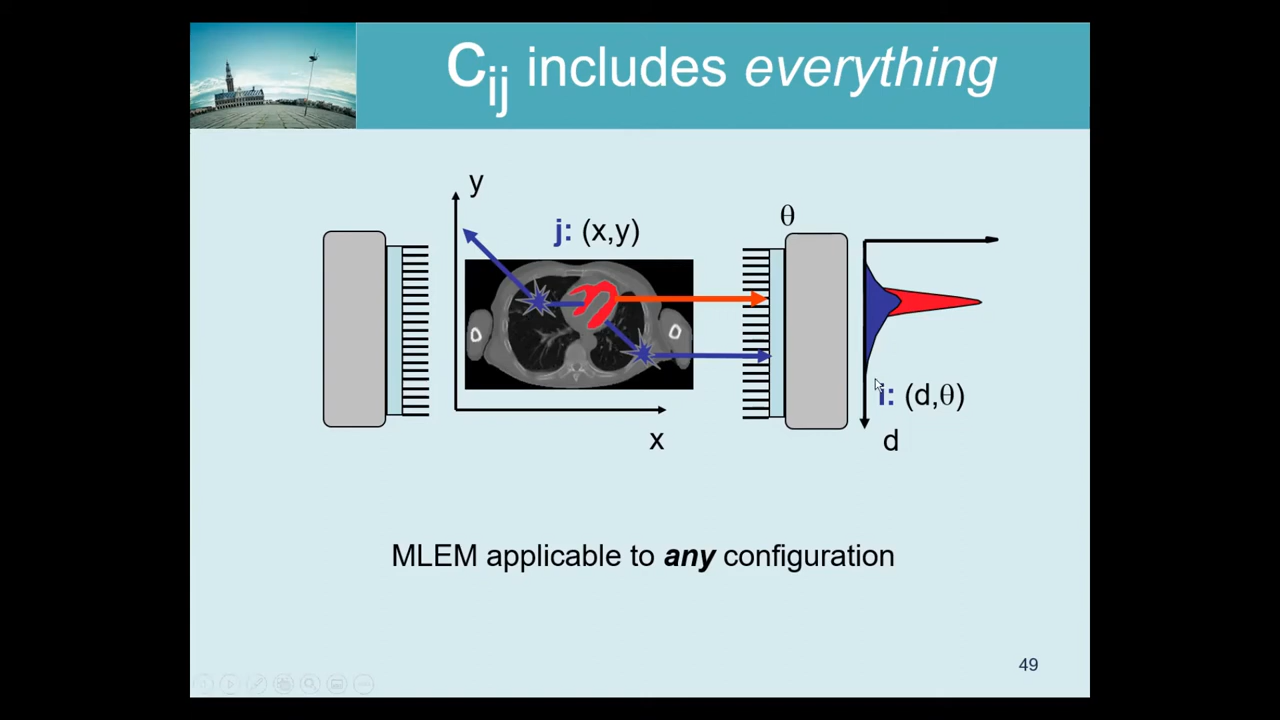 Cij includes everything
y
θ
j: (x,y)
i: (d,θ)
x
d
MLEM applicable to any configuration
49